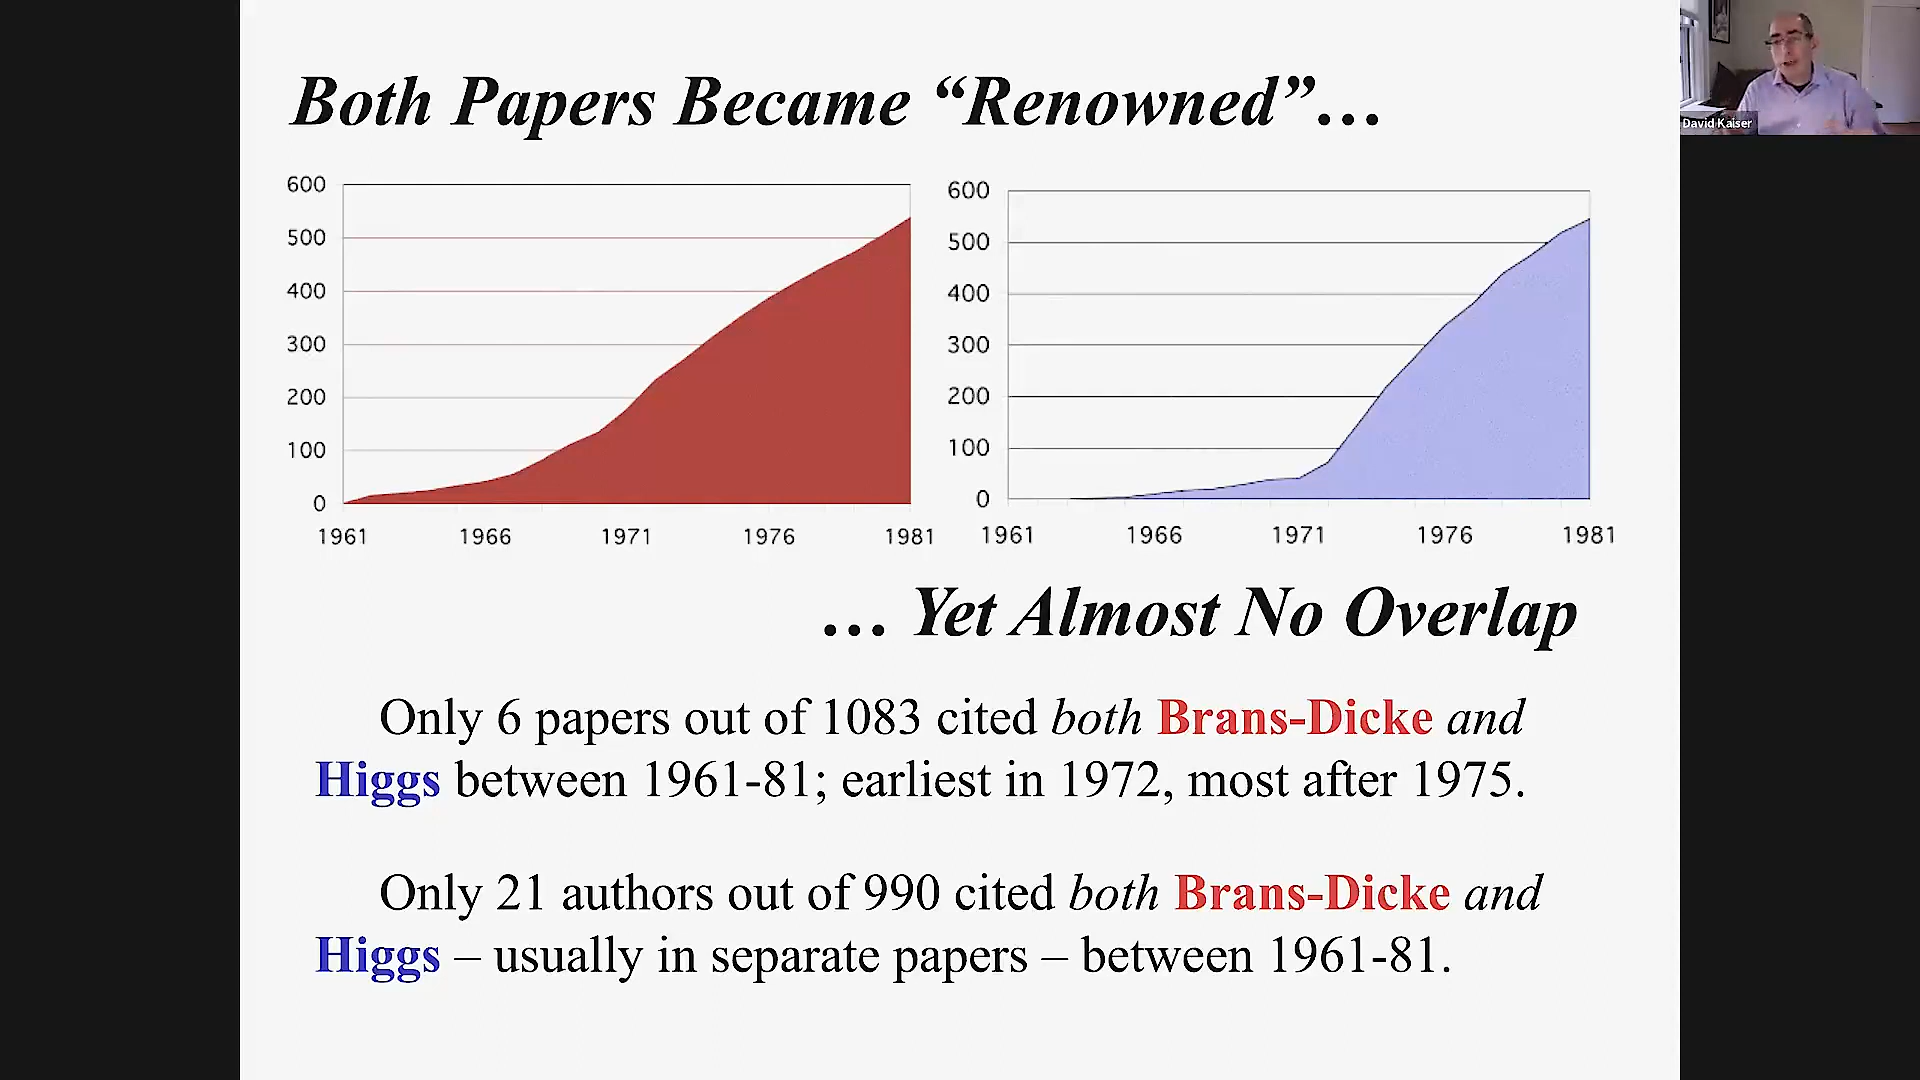 Both Papers Became “Renowned”…
David Kaiser
600
500
400
300
200
100
0
1961 1966 1971 1976 1981
600
500
400
300
200
100
0
1961 1966 1971 1976 1981
… Yet Almost No Overlap
Only 6 papers out of 1083 cited both Brans-Dicke and
Higgs between 1961-81; earliest in 1972, most after 1975.
Only 21 authors out of 990 cited both Brans-Dicke and
Higgs – usually in separate papers – between 1961-81.